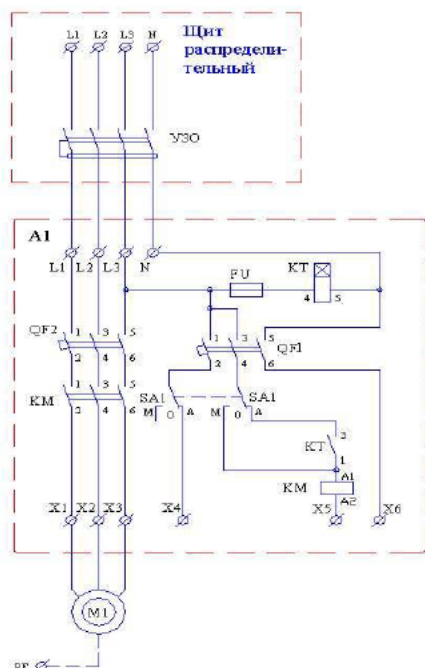 L1 L2 L3 N
Щит
распредели-
тельный
УЗО
A1
L1 L2 L3 N
FU
KT
4 5
QF2
1 3 5
2 4 6
1 3 5
2 4 6
QF1
KM
1 3 5
2 4 6
SA1
SA1
M 0 A
M 0 A
KT
3
1
KM
A1
A2
X1 X2 X3
X4
X5
X6
M1
PE